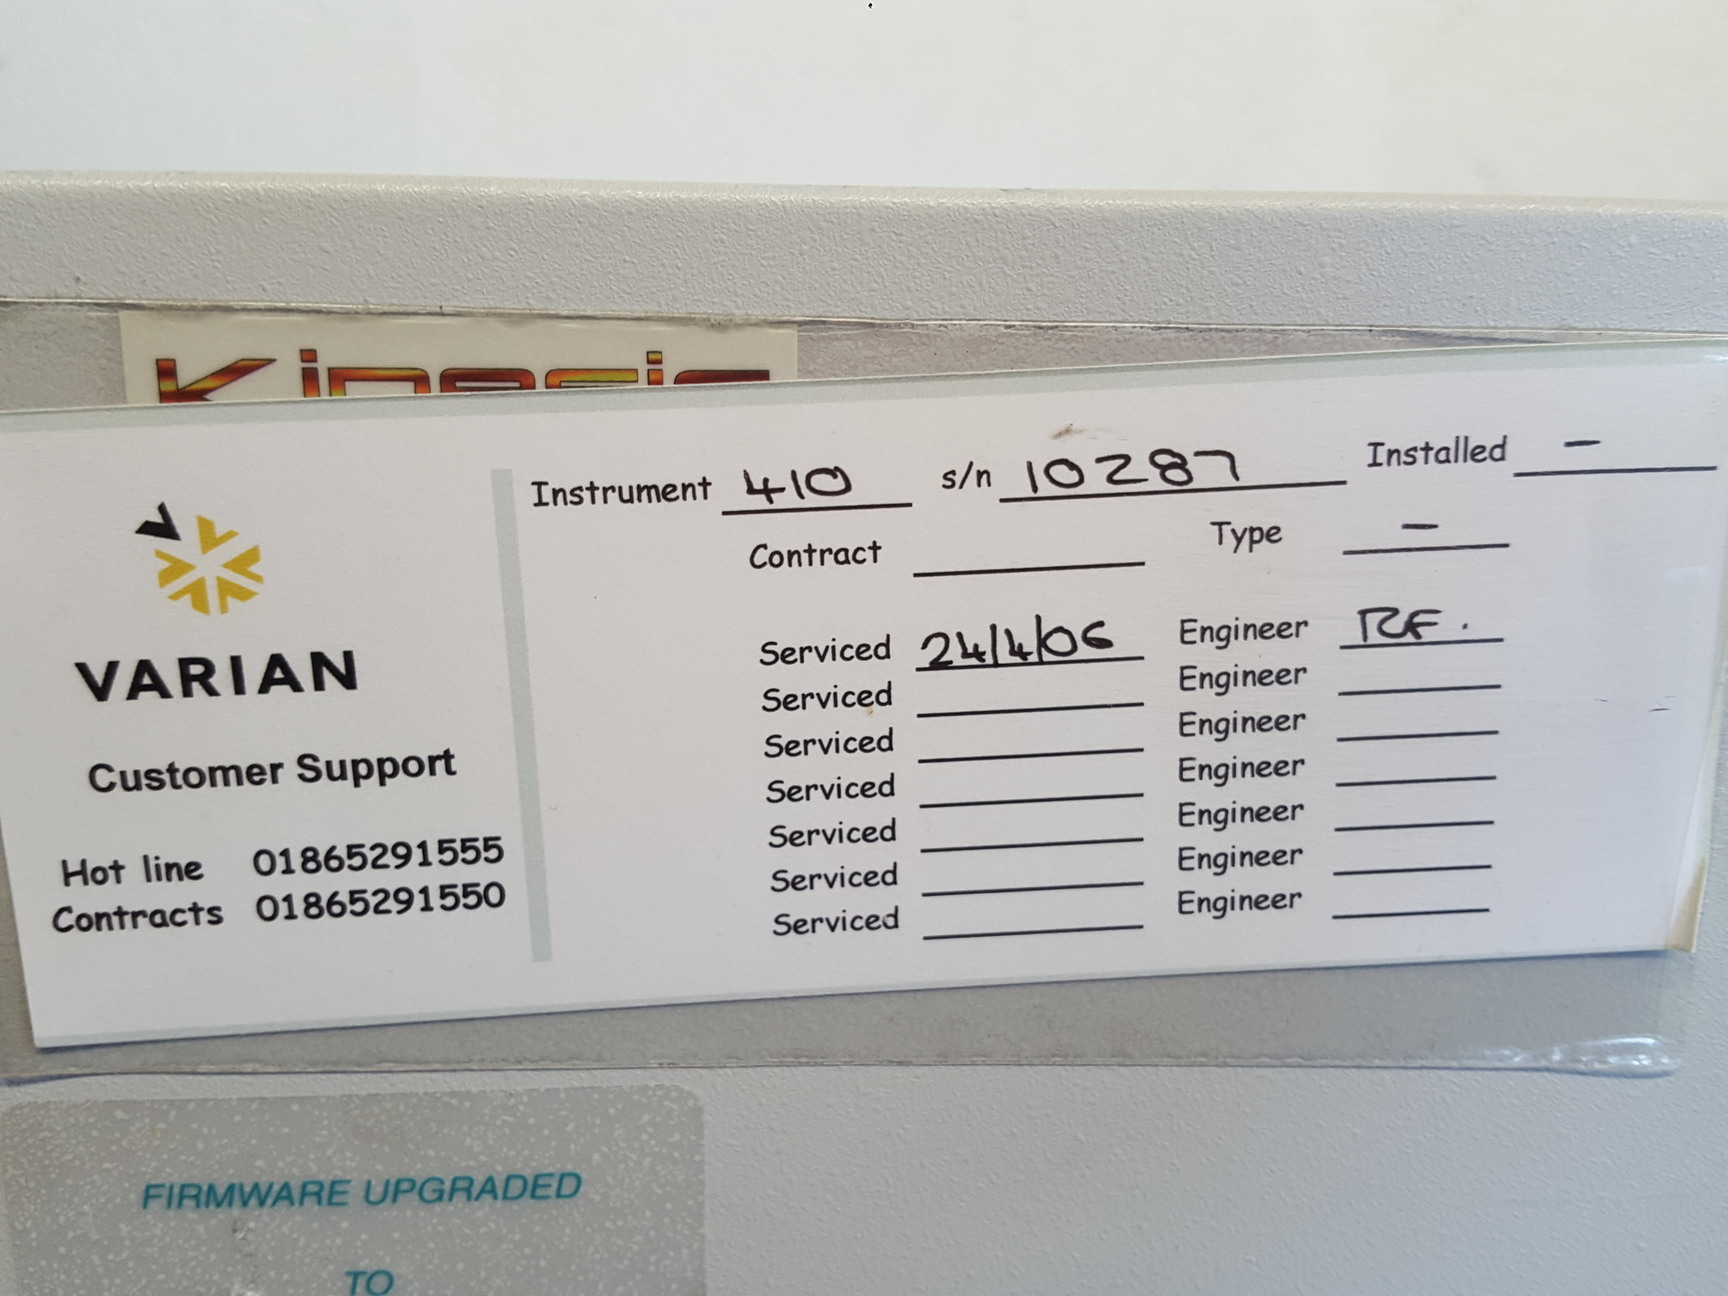 Kinesis
Instrument 410 s/n 10287 Installed –
Contract Type –
VARIAN
Customer Support
Hot line 01865291555
Contracts 01865291550
Serviced 24/4/06 Engineer RF.
Serviced Engineer
Serviced Engineer
Serviced Engineer
Serviced Engineer
Serviced Engineer
Serviced Engineer
FIRMWARE UPGRADED
TO